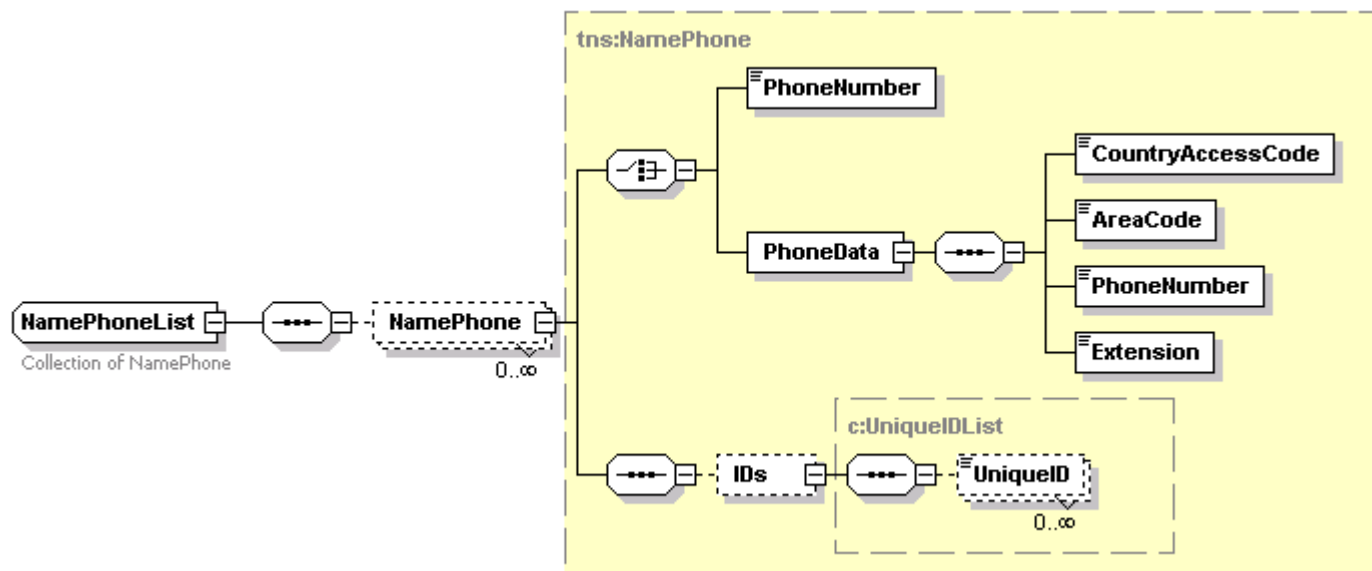 tns:NamePhone
PhoneNumber
CountryAccessCode
AreaCode
PhoneData
PhoneNumber
NamePhoneList
NamePhone
Extension
Collection of NamePhone
0..∞
c:UniqueIDList
IDs
UniqueID
0..∞